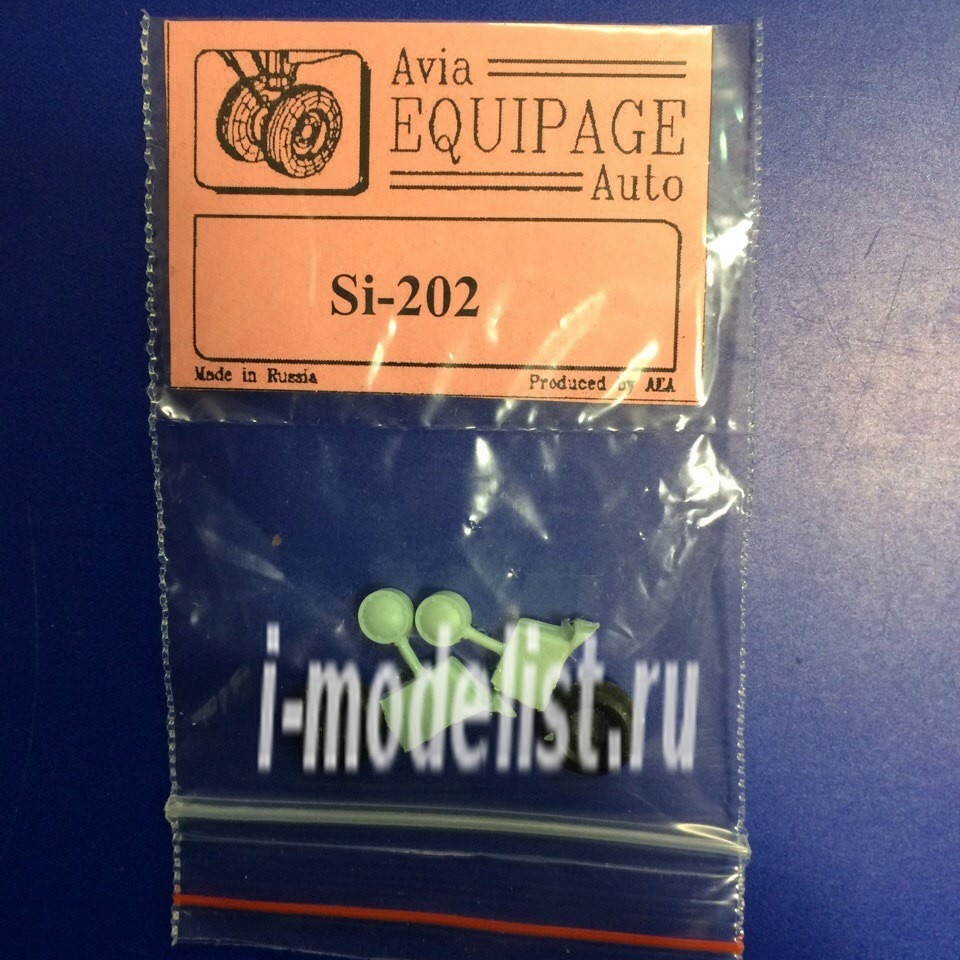 Avia
EQUIPAGE
Auto
Si-202
Made in Russia
Produced by AEA
i-modelist.ru